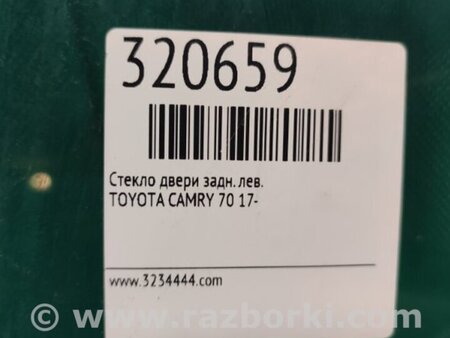 320659
Стекло двери задн. лев.
TOYOTA CAMRY 70 17-
www.3234444.com
© www.razborki.com